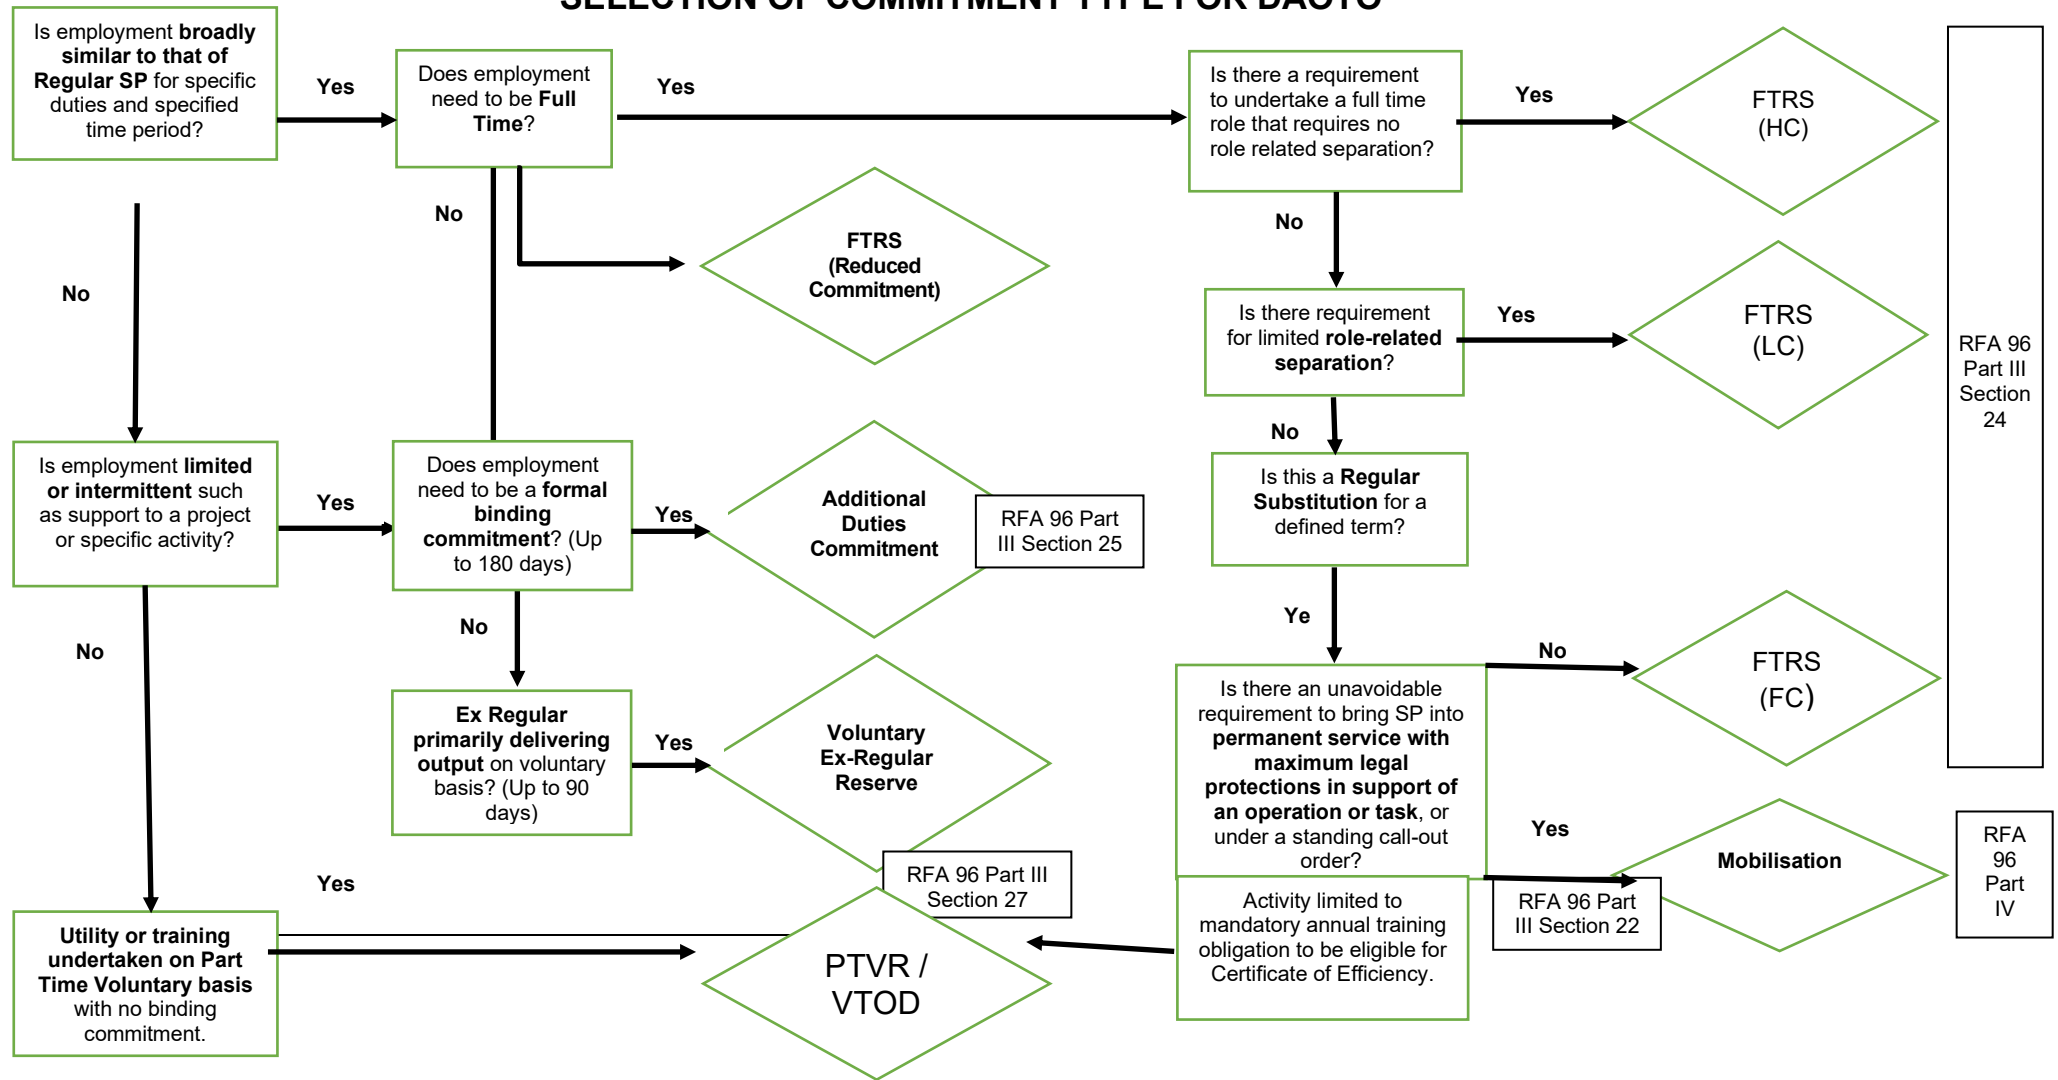 SELECTION OF COMMITMENT TYPE FOR DAOTO
Is employment broadly
similar to that of
Regular SP for specific
duties and specified
time period?
Yes
Does employment
need to be Full
Time?
Yes
Is there a requirement
to undertake a full time
role that requires no
role related separation?
Yes
FTRS
(HC)
No
No
FTRS
(Reduced
Commitment)
No
Is there requirement
for limited role-related
separation?
Yes
FTRS
(LC)
RFA 96
Part III
Section
24
No
Is employment limited
or intermittent such
as support to a project
or specific activity?
Yes
Does employment
need to be a formal
binding
commitment? (Up
to 180 days)
Yes
Additional
Duties
Commitment
RFA 96 Part
III Section 25
Is this a Regular
Substitution for a
defined term?
No
No
Ye
Ex Regular
primarily delivering
output on voluntary
basis? (Up to 90
days)
Yes
Voluntary
Ex-Regular
Reserve
Is there an unavoidable
requirement to bring SP into
permanent service with
maximum legal
protections in support of
an operation or task, or
under a standing call-out
order?
No
FTRS
(FC)
Yes
Mobilisation
RFA
96
Part
IV
RFA 96 Part III
Section 27
Yes
Utility or training
undertaken on Part
Time Voluntary basis
with no binding
commitment.
PTVR /
VTOD
Activity limited to
mandatory annual training
obligation to be eligible for
Certificate of Efficiency.
RFA 96 Part
III Section 22